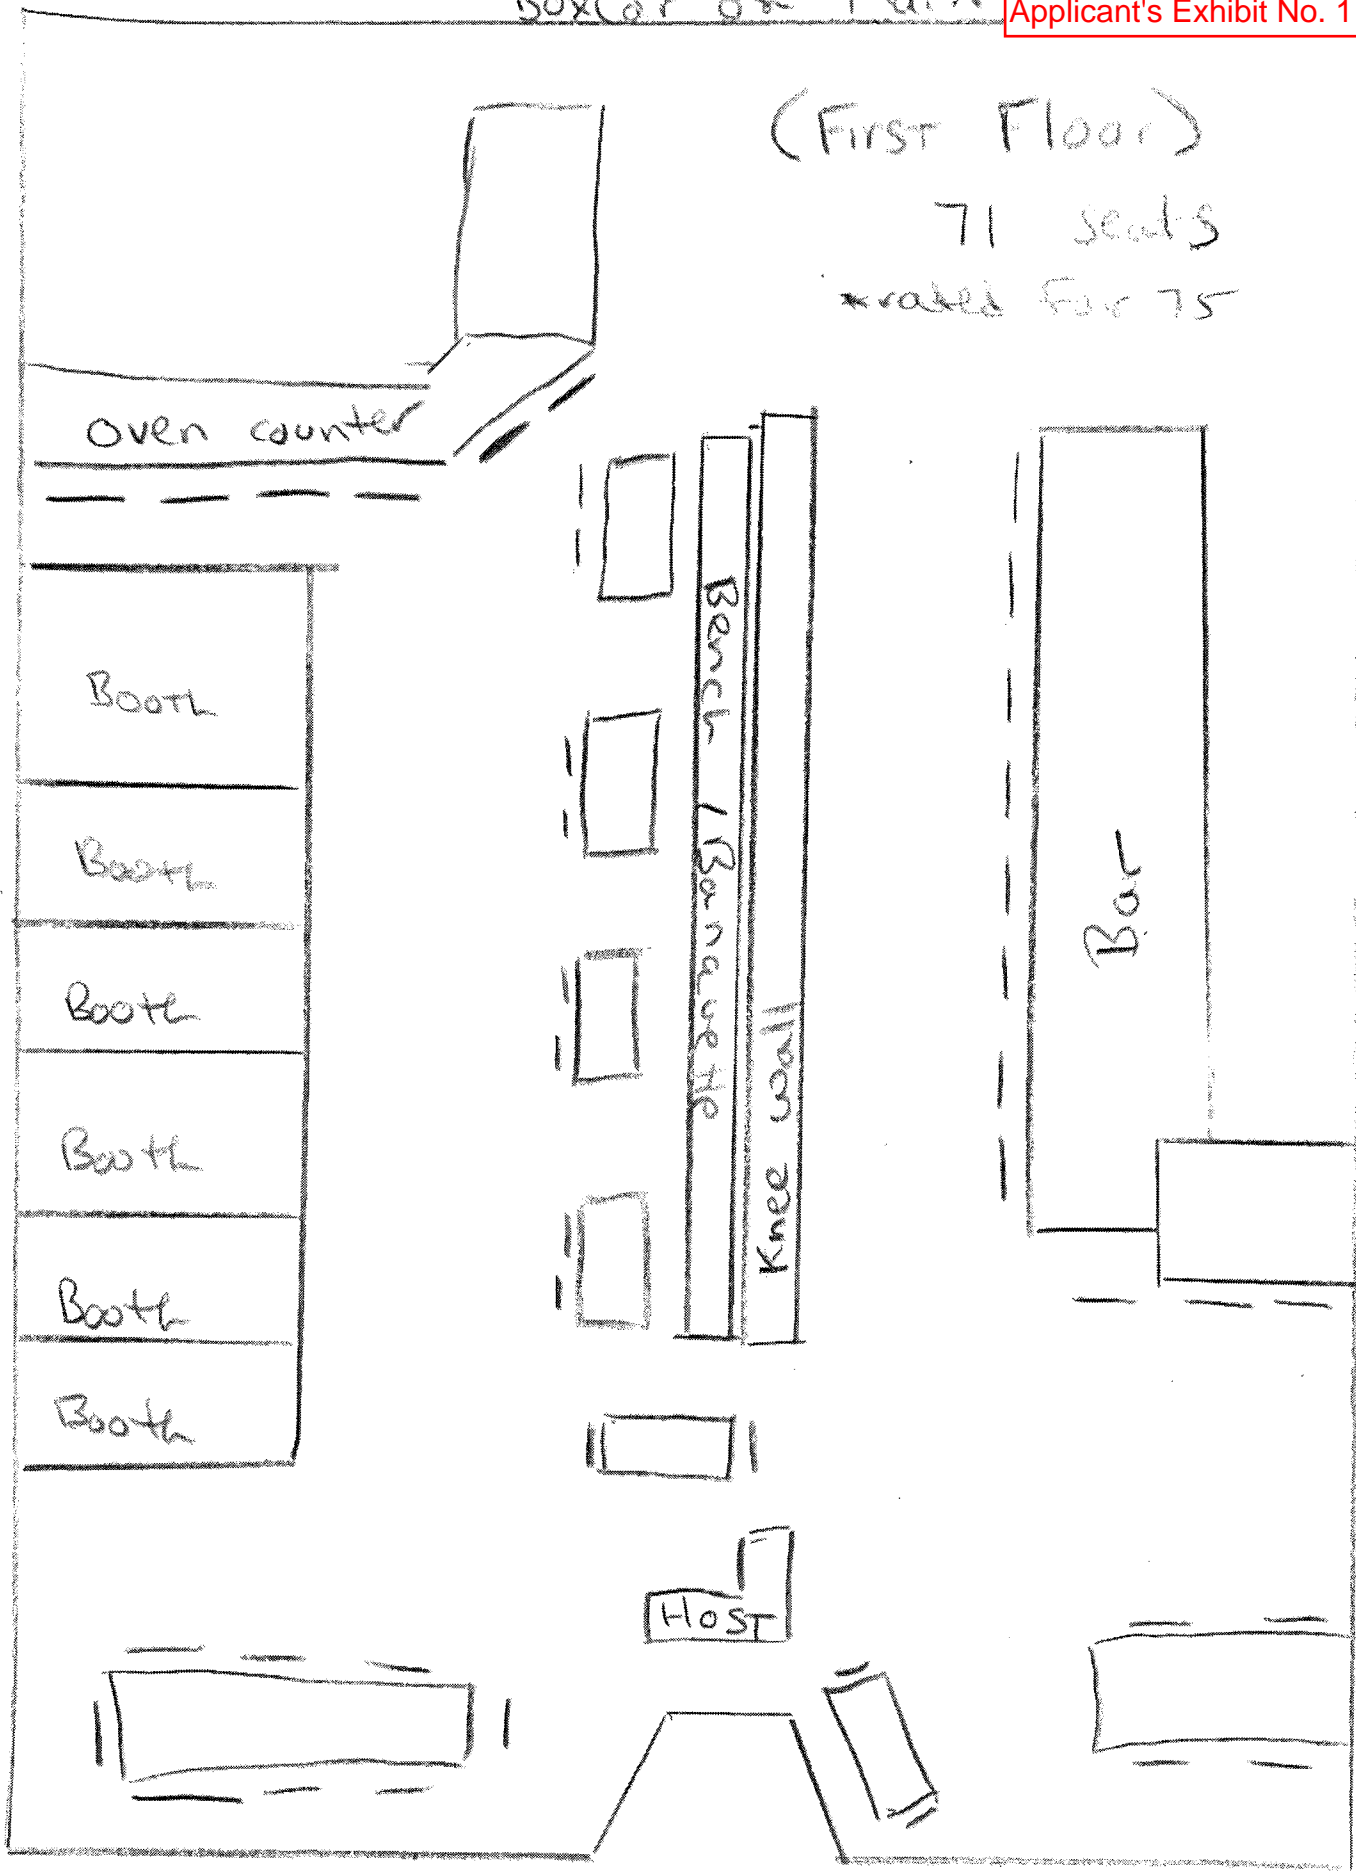 Applicant's Exhibit No. 1
(First Floor)
71 seats
*rated For 75
oven counter
Booth
Booth
Booth
Booth
Booth
Booth
Bench / Banquette
Knee wall
Bar
HOST